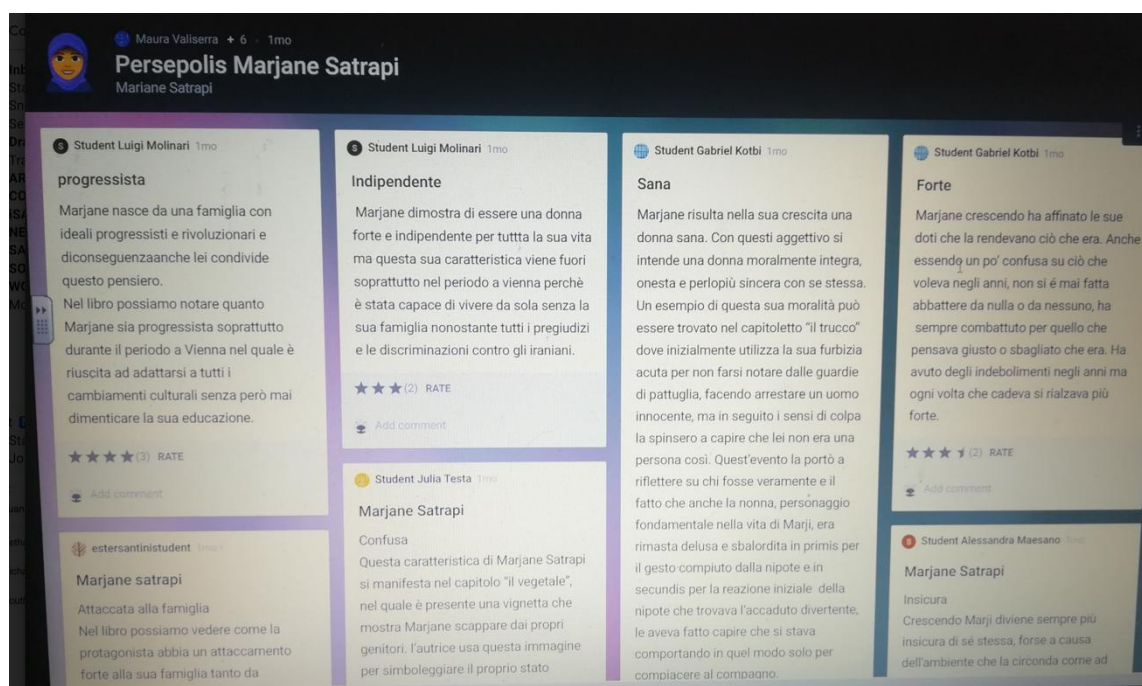 Maura Valiserra + 6 · 1mo
Persepolis Marjane Satrapi
Mariane Satrapi
S Student Luigi Molinari 1mo
progressista
Marjane nasce da una famiglia con
ideali progressisti e rivoluzionari e
diconseguenzaanche lei condivide
questo pensiero.
Nel libro possiamo notare quanto
Marjane sia progressista soprattutto
durante il periodo a Vienna nel quale è
riuscita ad adattarsi a tutti i
cambiamenti culturali senza però mai
dimenticare la sua educazione.
(3) RATE
Add comment
estersantinistudent 1mo
Marjane satrapi
Attaccata alla famiglia
Nel libro possiamo vedere come la
protagonista abbia un attaccamento
forte alla sua famiglia tanto da
S Student Luigi Molinari 1mo
Indipendente
Marjane dimostra di essere una donna
forte e indipendente per tuttta la sua vita
ma questa sua caratteristica viene fuori
soprattutto nel periodo a vienna perchè
è stata capace di vivere da sola senza la
sua famiglia nonostante tutti i pregiudizi
e le discriminazioni contro gli iraniani.
(2) RATE
Add comment
Student Julia Testa 1mo
Marjane Satrapi
Confusa
Questa caratteristica di Marjane Satrapi
si manifesta nel capitolo "il vegetale",
nel quale è presente una vignetta che
mostra Marjane scappare dai propri
genitori. l'autrice usa questa immagine
per simboleggiare il proprio stato
Student Gabriel Kotbi 1mo
Sana
Marjane risulta nella sua crescita una
donna sana. Con questi aggettivo si
intende una donna moralmente integra,
onesta e perlopiù sincera con se stessa.
Un esempio di questa sua moralità può
essere trovato nel capitoletto "il trucco"
dove inizialmente utilizza la sua furbizia
acuta per non farsi notare dalle guardie
di pattuglia, facendo arrestare un uomo
innocente, ma in seguito i sensi di colpa
la spinsero a capire che lei non era una
persona così. Quest'evento la portò a
riflettere su chi fosse veramente e il
fatto che anche la nonna, personaggio
fondamentale nella vita di Marji, era
rimasta delusa e sbalordita in primis per
il gesto compiuto dalla nipote e in
secundis per la reazione iniziale della
nipote che trovava l'accaduto divertente,
le aveva fatto capire che si stava
comportando in quel modo solo per
compiacere al compagno.
Student Gabriel Kotbi 1mo
Forte
Marjane crescendo ha affinato le sue
doti che la rendevano ciò che era. Anche
essendo un po' confusa su ciò che
voleva negli anni, non si é mai fatta
abbattere da nulla o da nessuno, ha
sempre combattuto per quello che
pensava giusto o sbagliato che era. Ha
avuto degli indebolimenti negli anni ma
ogni volta che cadeva si rialzava più
forte.
(2) RATE
Add comment
S Student Alessandra Maesano 1mo
Marjane Satrapi
Insicura
Crescendo Marji diviene sempre più
insicura di sé stessa, forse a causa
dell'ambiente che la circonda come ad